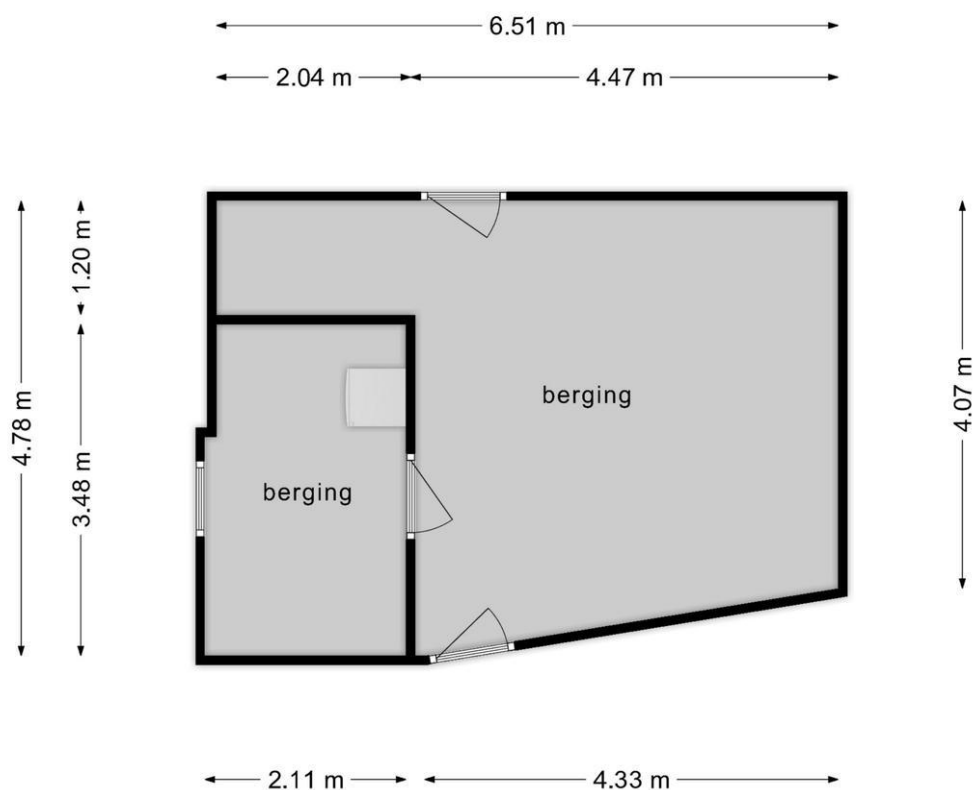 6.51 m
2.04 m
4.47 m
1.20 m
4.78 m
3.48 m
4.07 m
berging
berging
2.11 m
4.33 m